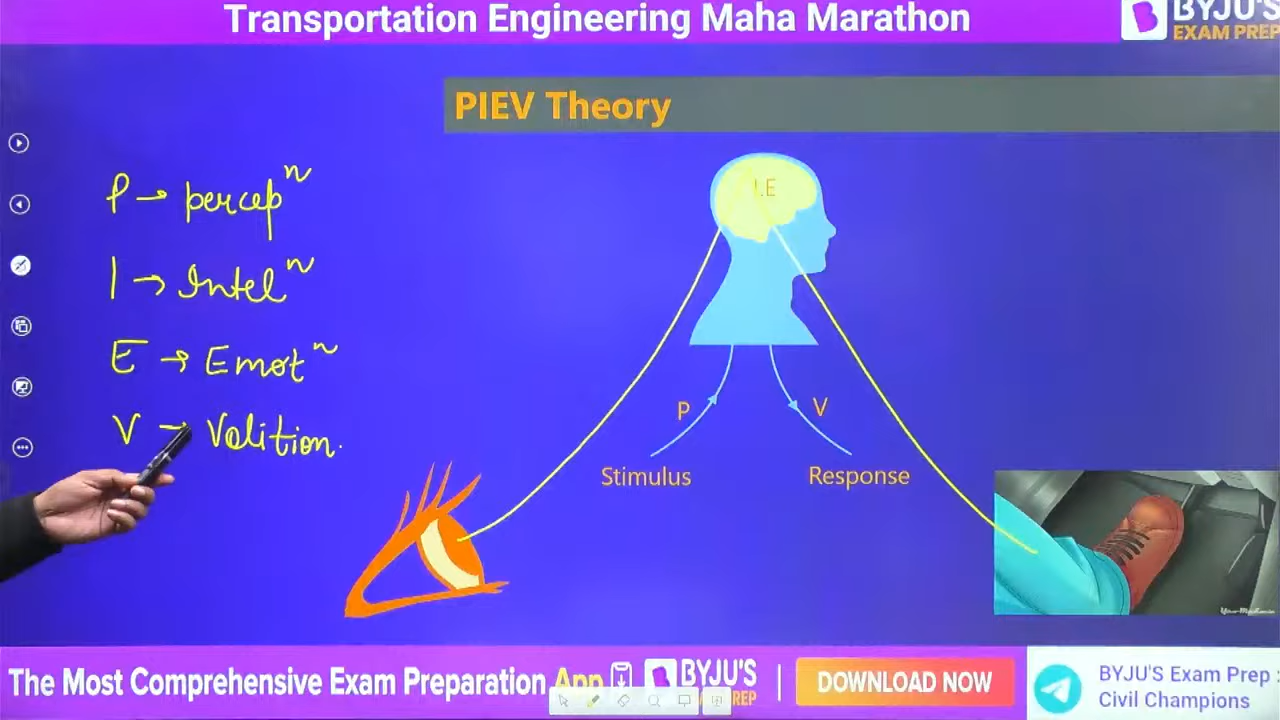 Transportation Engineering Maha Marathon
BYJU'S
EXAM PREP
PIEV Theory
P → percepⁿ
I → Intelⁿ
E → Emotⁿ
V → Volition.
I.E
P
V
Stimulus
Response
The Most Comprehensive Exam Preparation App
BYJU'S
PREP
DOWNLOAD NOW
BYJU'S Exam Prep :
Civil Champions